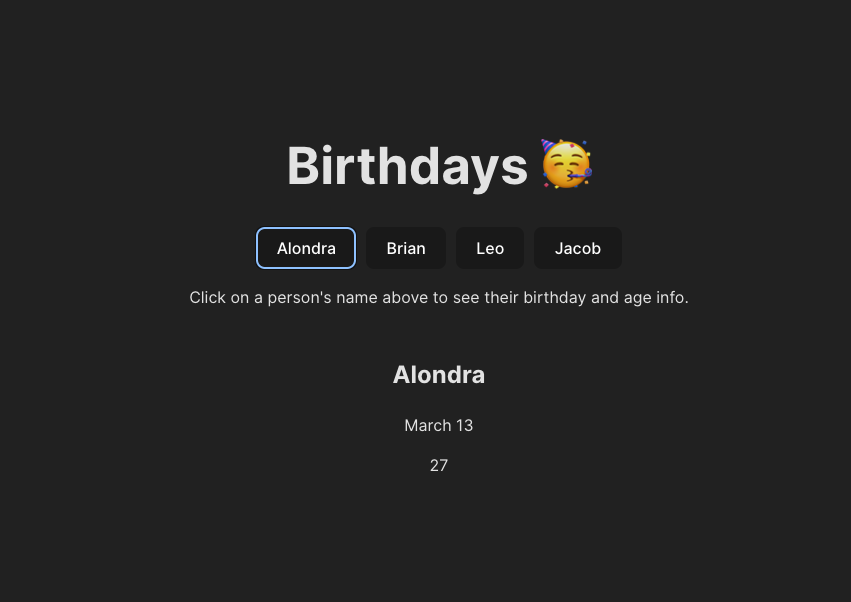 Birthdays 🥳
Alondra Brian Leo Jacob
Click on a person's name above to see their birthday and age info.
Alondra
March 13
27